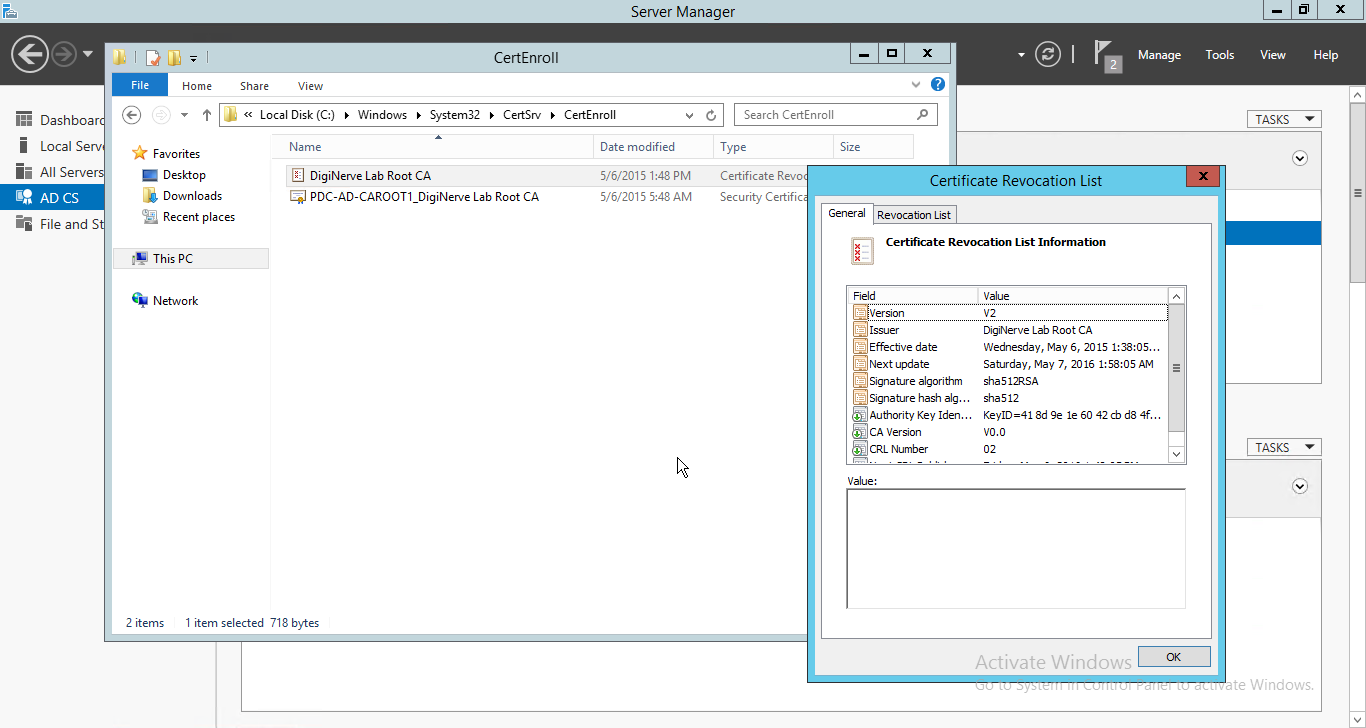 Server Manager
2
Manage
Tools
View
Help
Dashboard
Local Serve
All Servers
AD CS
File and St
CertEnroll
File
Home
Share
View
« Local Disk (C:) Windows System32 CertSrv CertEnroll
Search CertEnroll
Favorites
Desktop
Downloads
Recent places
This PC
Network
Name Date modified Type Size
DigiNerve Lab Root CA 5/6/2015 1:48 PM Certificate Revoc
PDC-AD-CAROOT1_DigiNerve Lab Root CA 5/6/2015 5:48 AM Security Certifica
2 items 1 item selected 718 bytes
TASKS
TASKS
Certificate Revocation List
General
Revocation List
Certificate Revocation List Information
Field Value
Version V2
Issuer DigiNerve Lab Root CA
Effective date Wednesday, May 6, 2015 1:38:05...
Next update Saturday, May 7, 2016 1:58:05 AM
Signature algorithm sha512RSA
Signature hash alg... sha512
Authority Key Iden... KeyID=41 8d 9e 1e 60 42 cb d8 4f...
CA Version V0.0
CRL Number 02
Value:
OK
Activate Windows
Go to System in Control Panel to activate Windows.